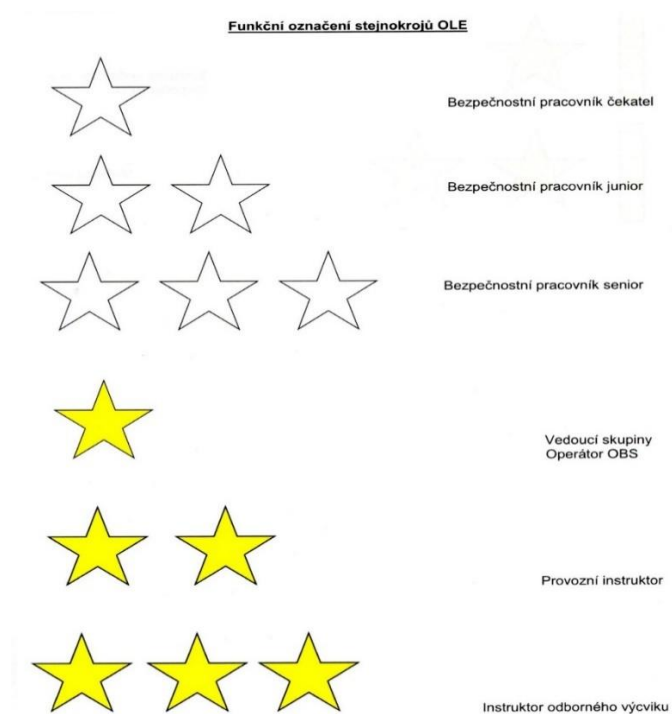 Funkční označení stejnokrojů OLE
Bezpečnostní pracovník čekatel
Bezpečnostní pracovník junior
Bezpečnostní pracovník senior
Vedoucí skupiny
Operátor OBS
Provozní instruktor
Instruktor odborného výcviku